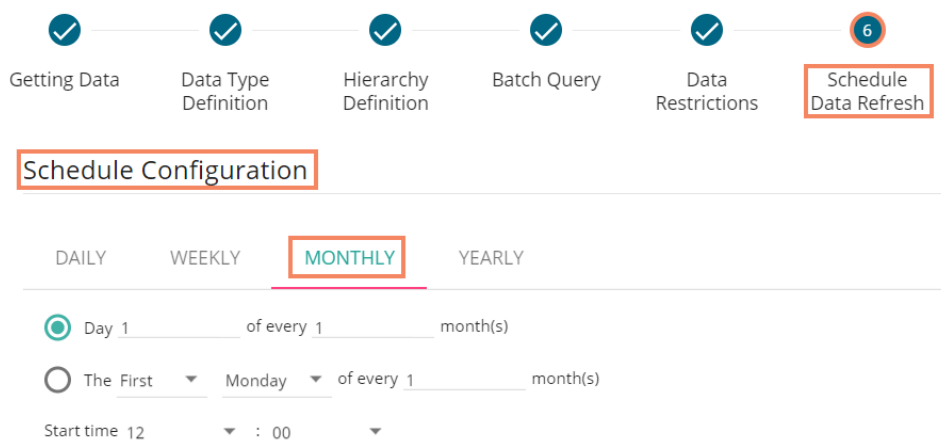 6
Getting Data
Data Type
Definition
Hierarchy
Definition
Batch Query
Data
Restrictions
Schedule
Data Refresh
Schedule Configuration
DAILY WEEKLY MONTHLY YEARLY
Day 1 of every 1 month(s)
The First Monday of every 1 month(s)
Start time 12 : 00